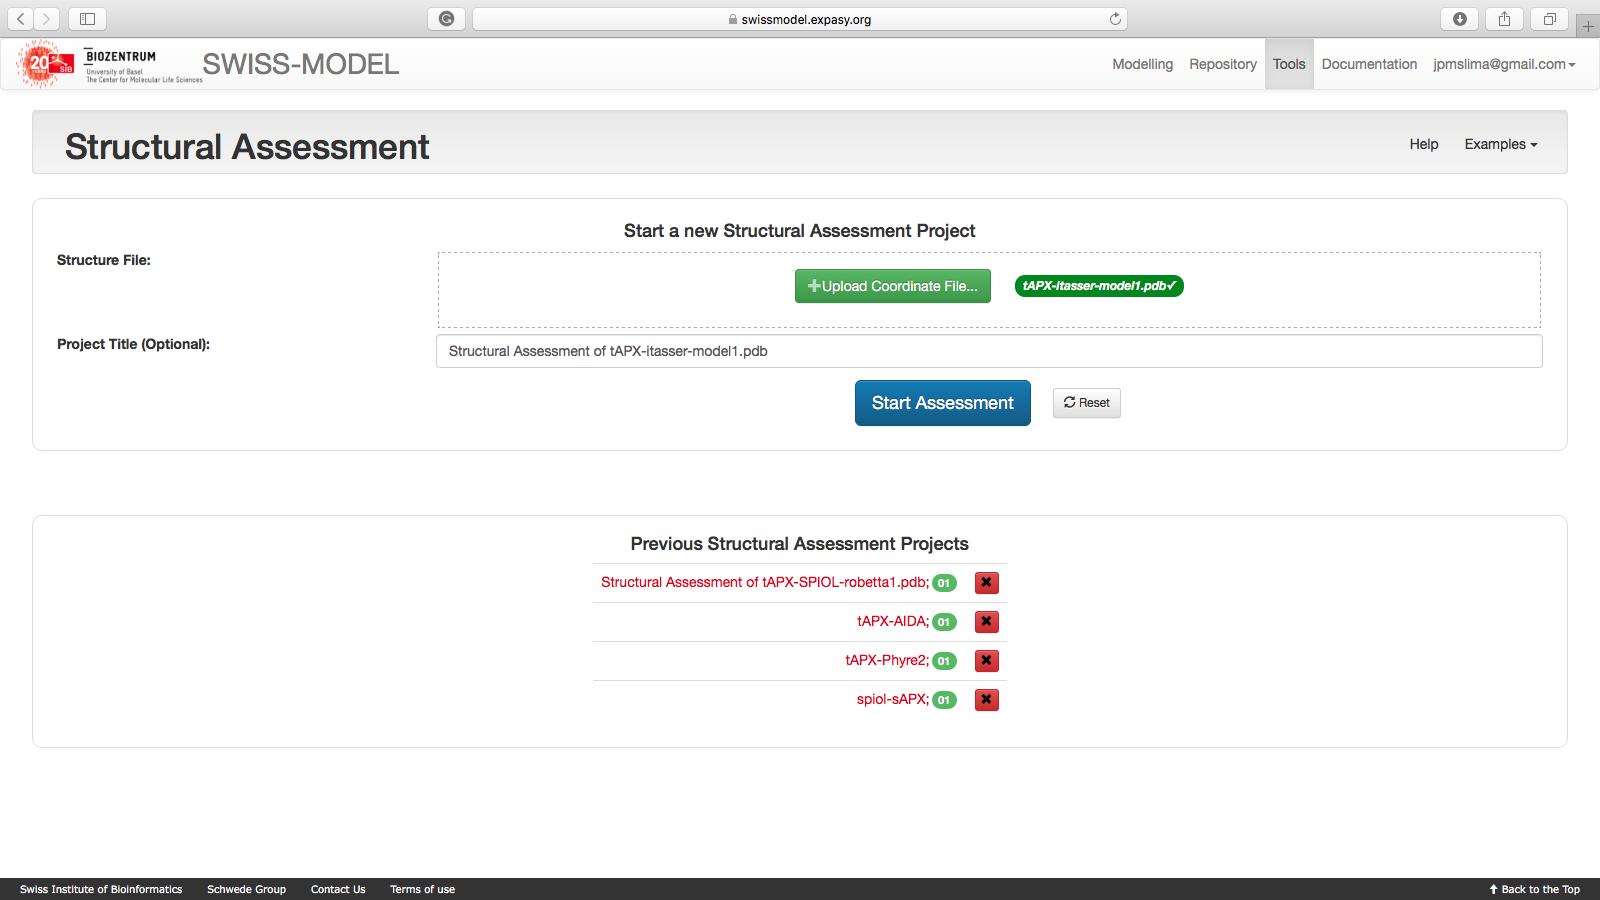 swissmodel.expasy.org
20
SIB
BIOZENTRUM
University of Basel
The Center for Molecular Life Sciences
SWISS-MODEL
Modelling Repository Tools Documentation jpmslima@gmail.com
Structural Assessment
Help Examples
Start a new Structural Assessment Project
Structure File:
Upload Coordinate File... tAPX-itasser-model1.pdb✓
Project Title (Optional):
Structural Assessment of tAPX-itasser-model1.pdb
Start Assessment Reset
Previous Structural Assessment Projects
Structural Assessment of tAPX-SPIOL-robetta1.pdb; 01
tAPX-AIDA; 01
tAPX-Phyre2; 01
spiol-sAPX; 01
Swiss Institute of Bioinformatics Schwede Group Contact Us Terms of use Back to the Top